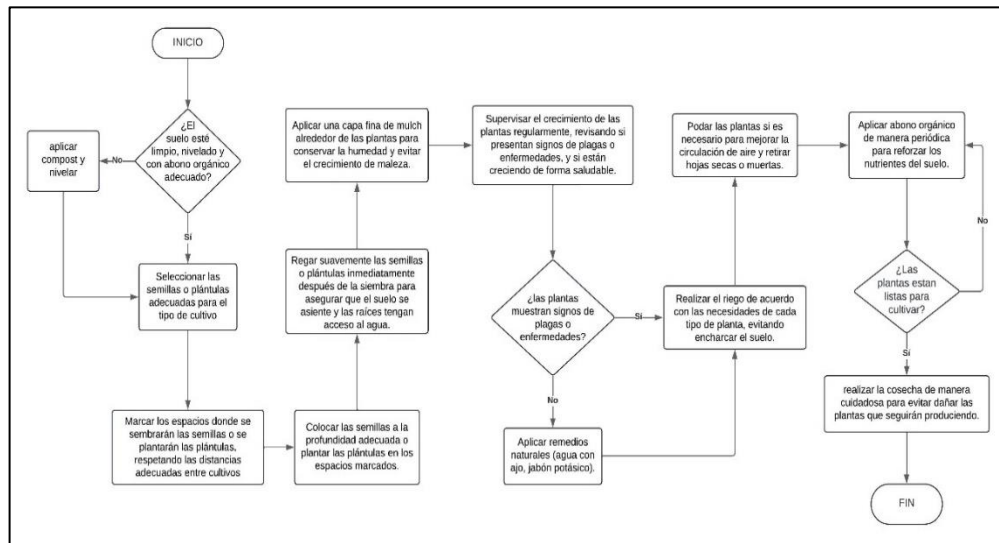 INICIO
¿El
suelo esté
limpio, nivelado y
con abono orgánico
adecuado?
No
aplicar
compost y
nivelar
Sí
Seleccionar las
semillas o plántulas
adecuadas para el
tipo de cultivo
Marcar los espacios donde se
sembrarán las semillas o se
plantarán las plántulas,
respetando las distancias
adecuadas entre cultivos
Colocar las semillas a la
profundidad adecuada o
plantar las plántulas en los
espacios marcados.
Regar suavemente las semillas
o plántulas inmediatamente
después de la siembra para
asegurar que el suelo se
asiente y las raíces tengan
acceso al agua.
Aplicar una capa fina de mulch
alrededor de las plantas para
conservar la humedad y evitar
el crecimiento de maleza.
Supervisar el crecimiento de
las plantas regularmente, revisando si
presentan signos de plagas o
enfermedades, y si están
creciendo de forma saludable.
¿las plantas
muestran signos de
plagas o
enfermedades?
Sí
No
Aplicar remedios
naturales (agua con
ajo, jabón potásico).
Realizar el riego de acuerdo
con las necesidades de cada
tipo de planta, evitando
encharcar el suelo.
Podar las plantas si es
necesario para mejorar la
circulación de aire y retirar
hojas secas o muertas.
Aplicar abono orgánico
de manera periódica
para reforzar los
nutrientes del suelo.
No
¿Las
plantas estan
listas para
cultivar?
Sí
realizar la cosecha de manera
cuidadosa para evitar dañar las
plantas que seguirán produciendo.
FIN